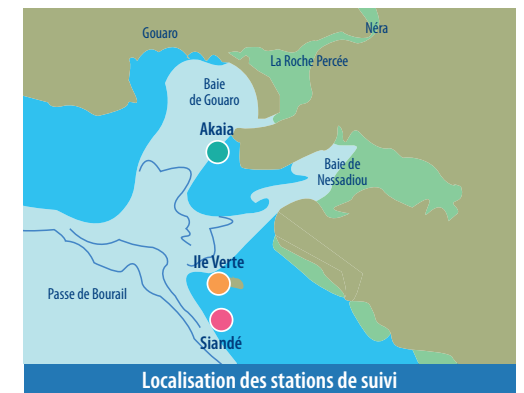 Gouaro
Néra
La Roche Percée
Baie
de Gouaro
Akaia
Baie de
Nessadiou
Ile Verte
Passe de Bourail
Siandé
Localisation des stations de suivi